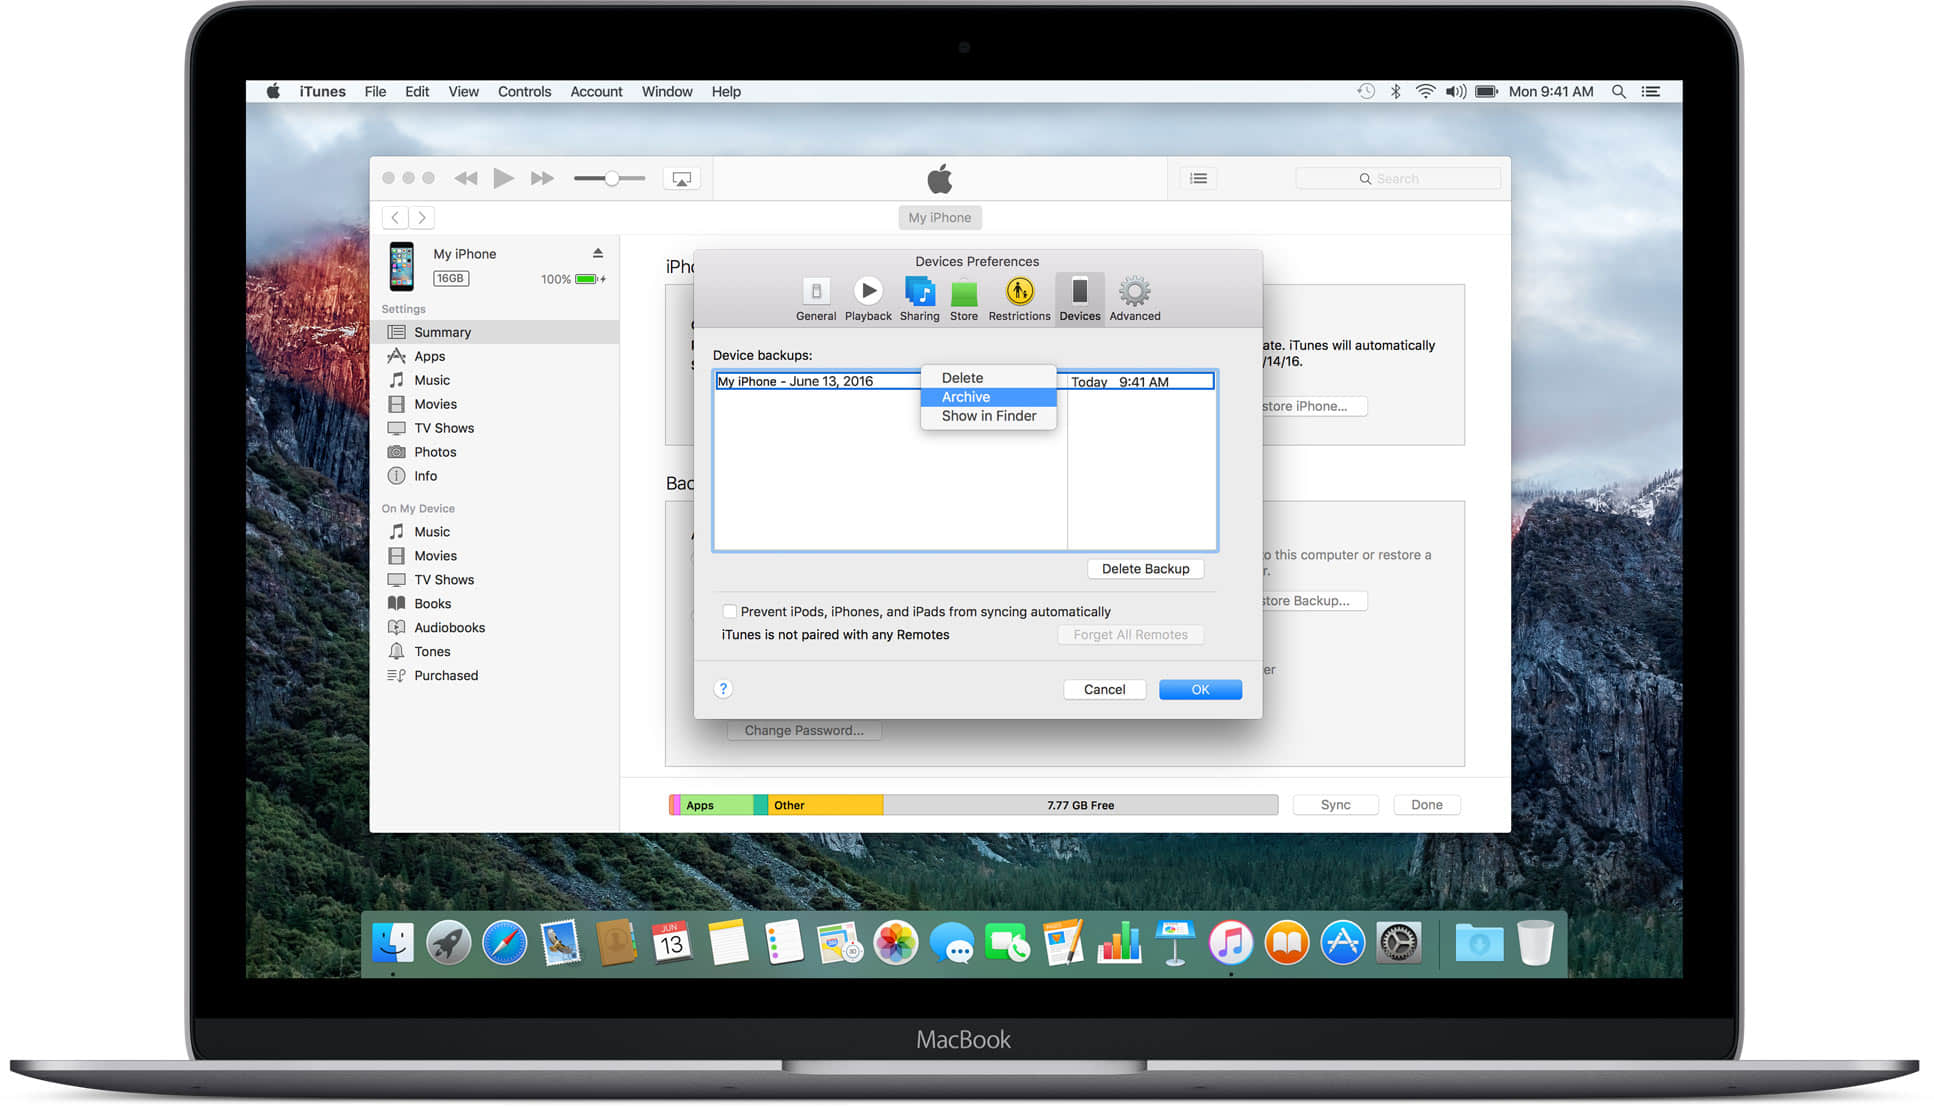 iTunes File Edit View Controls Account Window Help Mon 9:41 AM
Search
My iPhone
My iPhone
16GB 100%
Settings
Summary
Apps
Music
Movies
TV Shows
Photos
Info
On My Device
Music
Movies
TV Shows
Books
Audiobooks
Tones
Purchased
Devices Preferences
General Playback Sharing Store Restrictions Devices Advanced
Device backups:
My iPhone - June 13, 2016 Today 9:41 AM
Delete
Archive
Show in Finder
Delete Backup
Prevent iPods, iPhones, and iPads from syncing automatically
iTunes is not paired with any Remotes Forget All Remotes
? Cancel OK
iTunes will automatically
/14/16.
store iPhone...
to this computer or restore a
store Backup...
Change Password...
Apps Other 7.77 GB Free Sync Done
JUN
13
MacBook